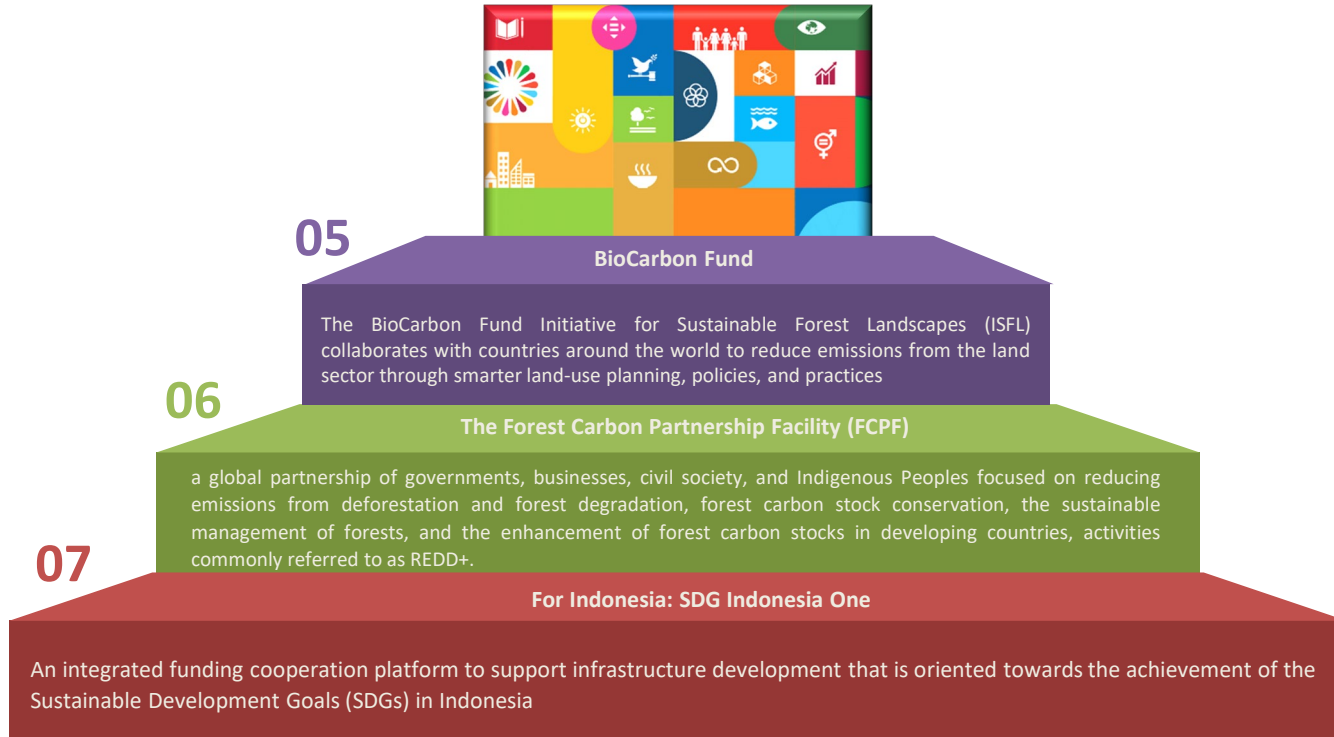 05
BioCarbon Fund
The BioCarbon Fund Initiative for Sustainable Forest Landscapes (ISFL)
collaborates with countries around the world to reduce emissions from the land
sector through smarter land-use planning, policies, and practices
06
The Forest Carbon Partnership Facility (FCPF)
a global partnership of governments, businesses, civil society, and Indigenous Peoples focused on reducing
emissions from deforestation and forest degradation, forest carbon stock conservation, the sustainable
management of forests, and the enhancement of forest carbon stocks in developing countries, activities
commonly referred to as REDD+.
07
For Indonesia: SDG Indonesia One
An integrated funding cooperation platform to support infrastructure development that is oriented towards the achievement of the
Sustainable Development Goals (SDGs) in Indonesia